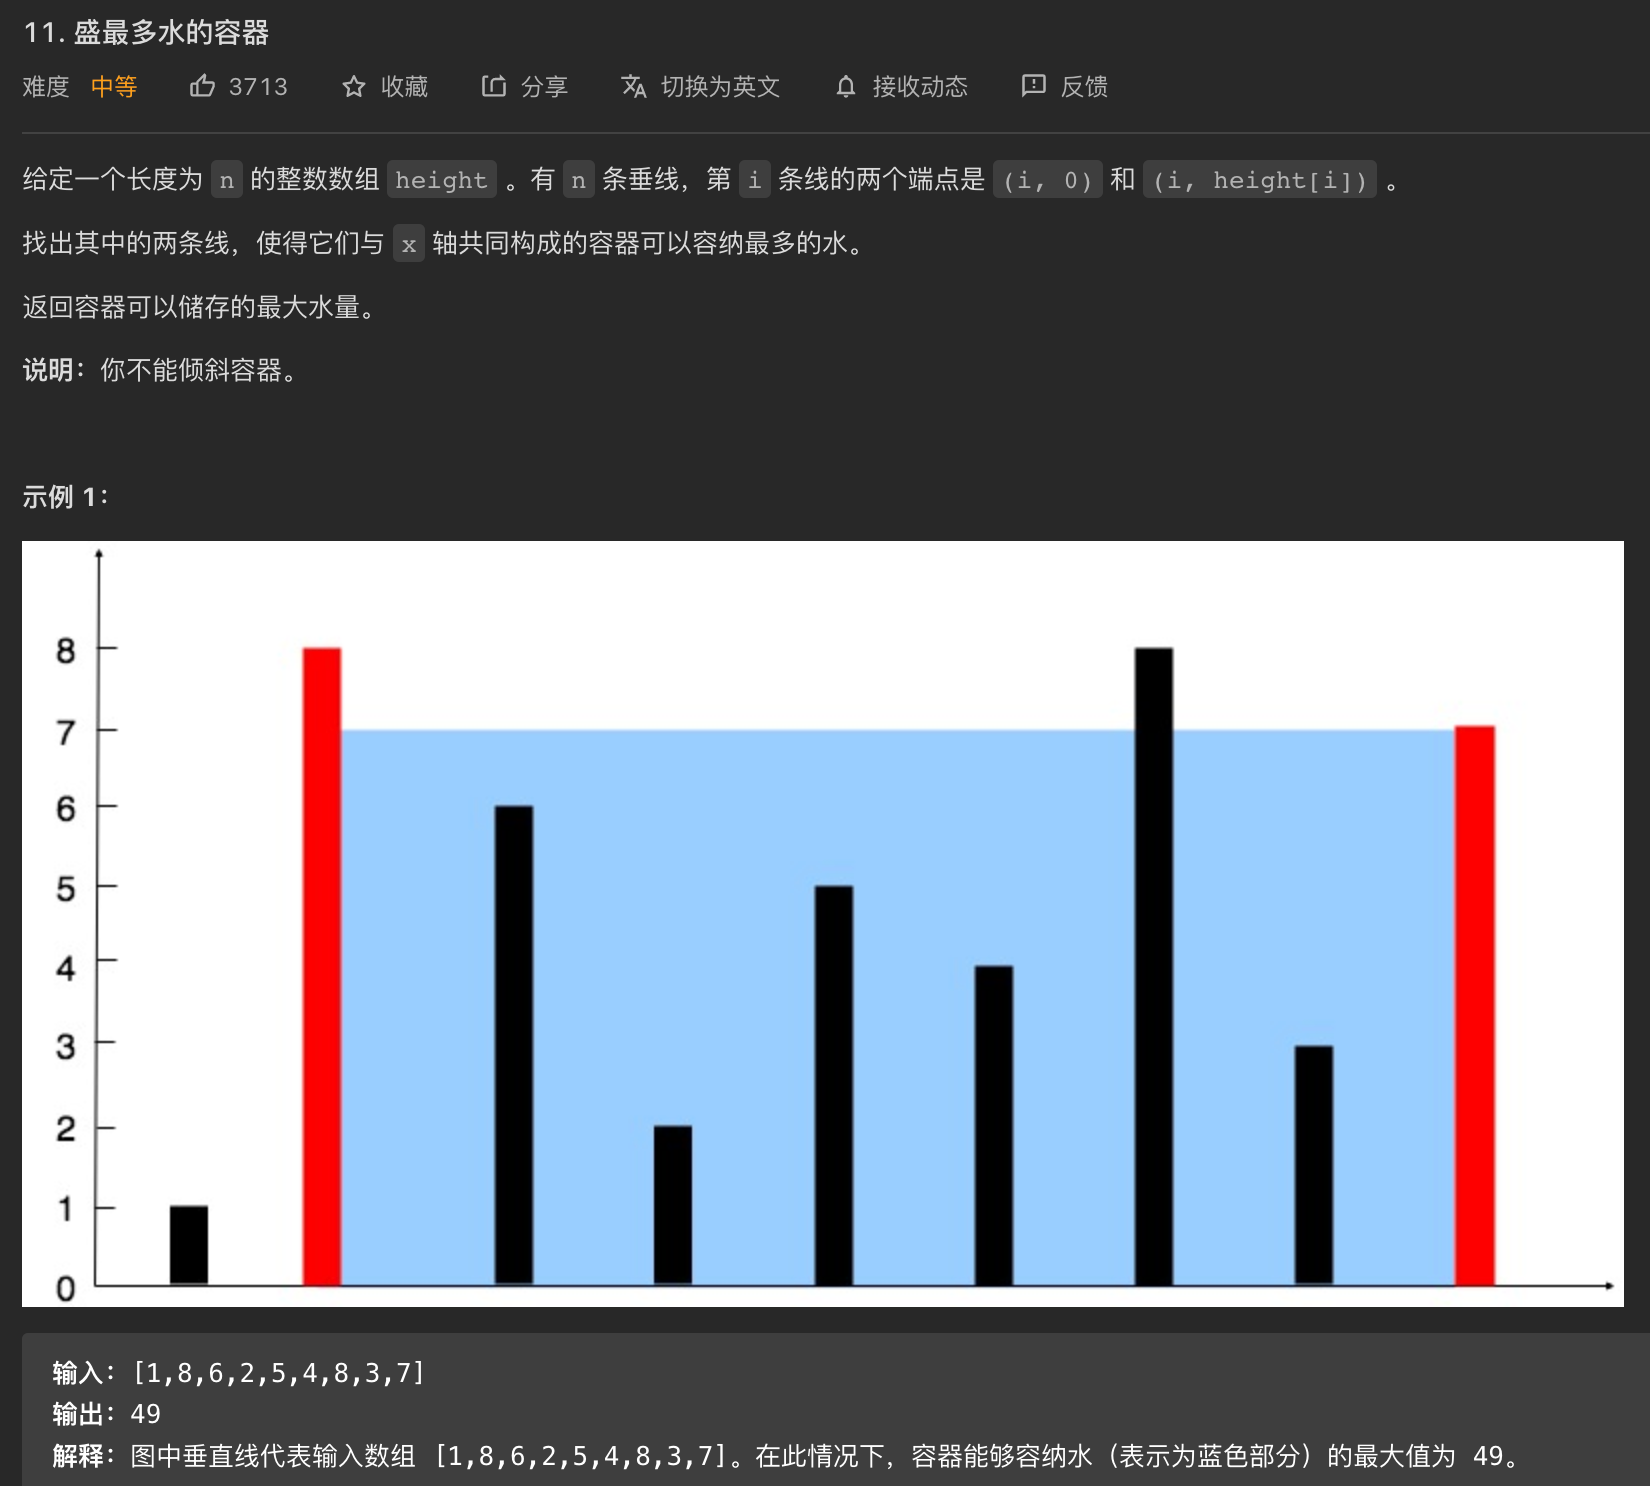 11. 盛最多水的容器
难度 中等 3713 收藏 分享 切换为英文 接收动态 反馈
给定一个长度为 n 的整数数组 height 。有 n 条垂线，第 i 条线的两个端点是 (i, 0) 和 (i, height[i]) 。
找出其中的两条线，使得它们与 x 轴共同构成的容器可以容纳最多的水。
返回容器可以储存的最大水量。
说明：你不能倾斜容器。
示例 1：
8
7
6
5
4
3
2
1
0
输入：[1,8,6,2,5,4,8,3,7]
输出：49
解释：图中垂直线代表输入数组 [1,8,6,2,5,4,8,3,7]。在此情况下，容器能够容纳水（表示为蓝色部分）的最大值为 49。